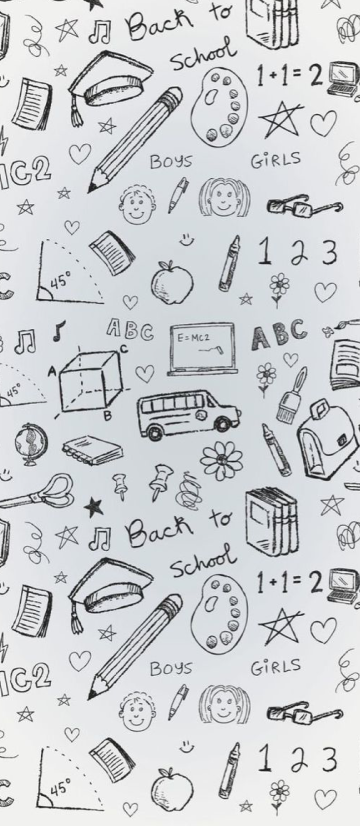 Back to
School
1+1=2
MC2
BOYS GiRLS
45°
1 2 3
C
ABC
E=MC2
ABC
A
C
B
45°
Back to
School
1+1=2
MC2
BOYS GiRLS
45°
1 2 3
C